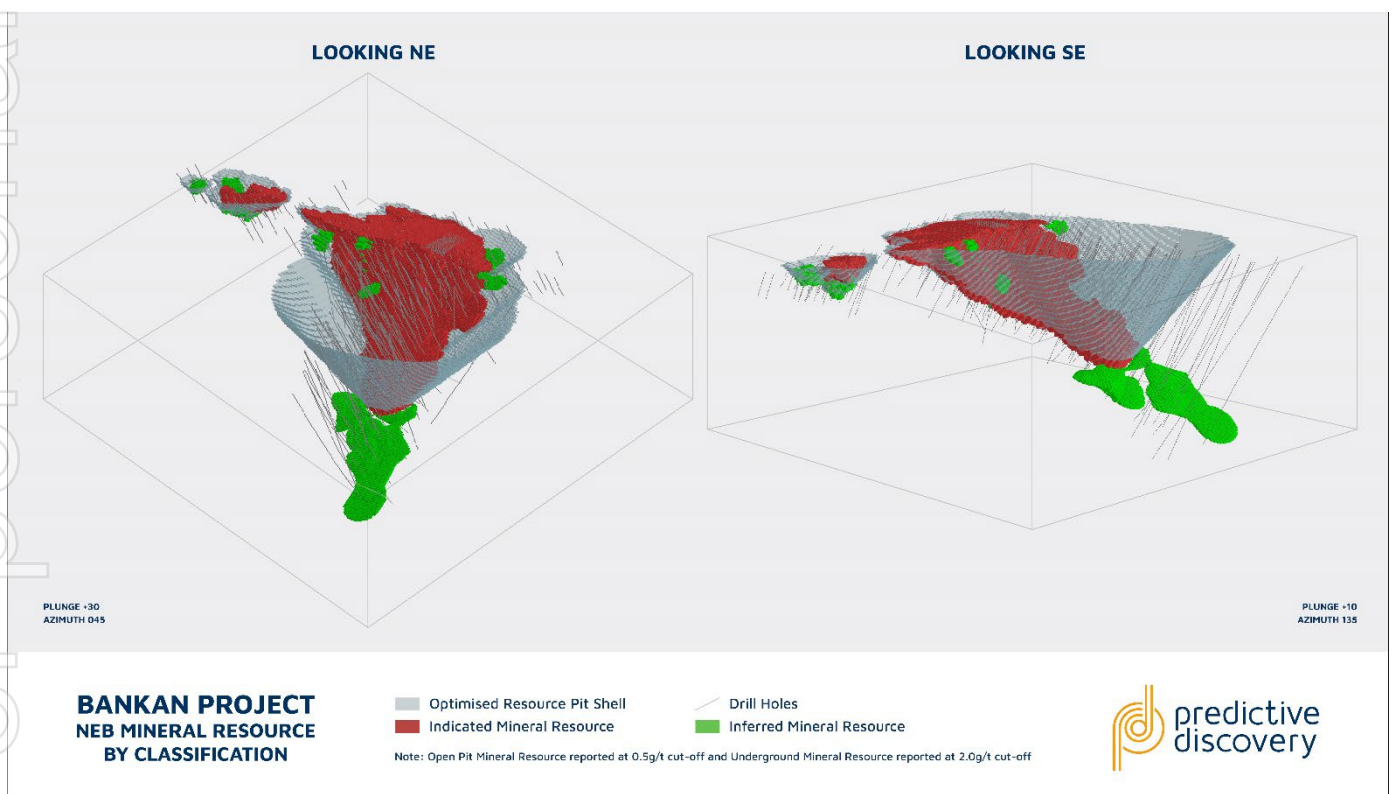 LOOKING NE
LOOKING SE
PLUNGE +30
AZIMUTH 045
PLUNGE +10
AZIMUTH 135
BANKAN PROJECT
NEB MINERAL RESOURCE
BY CLASSIFICATION
Optimised Resource Pit Shell
Drill Holes
Indicated Mineral Resource
Inferred Mineral Resource
Note: Open Pit Mineral Resource reported at 0.5g/t cut-off and Underground Mineral Resource reported at 2.0g/t cut-off
predictive
discovery